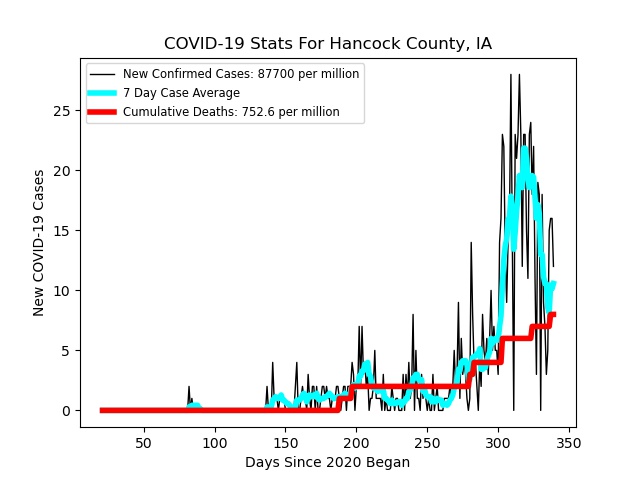 COVID-19 Stats For Hancock County, IA
New Confirmed Cases: 87700 per million
7 Day Case Average
Cumulative Deaths: 752.6 per million
New COVID-19 Cases
25
20
15
10
5
0
50
100
150
200
250
300
350
Days Since 2020 Began